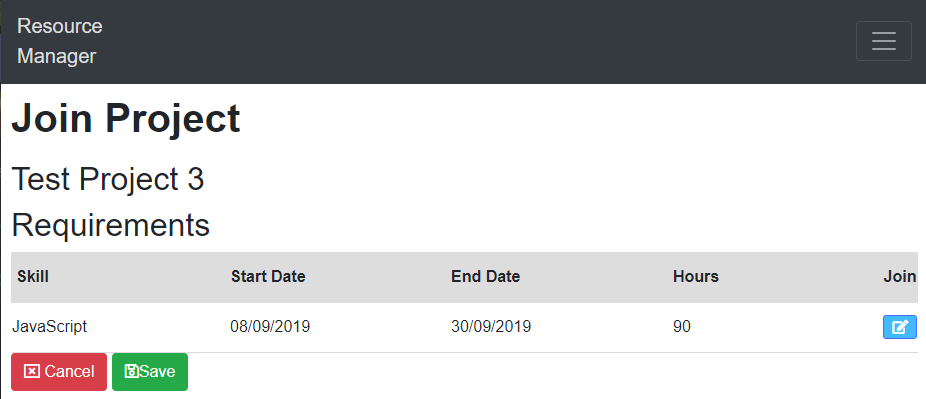 Resource
Manager
Join Project
Test Project 3
Requirements
Skill Start Date End Date Hours Join
JavaScript 08/09/2019 30/09/2019 90
Cancel Save